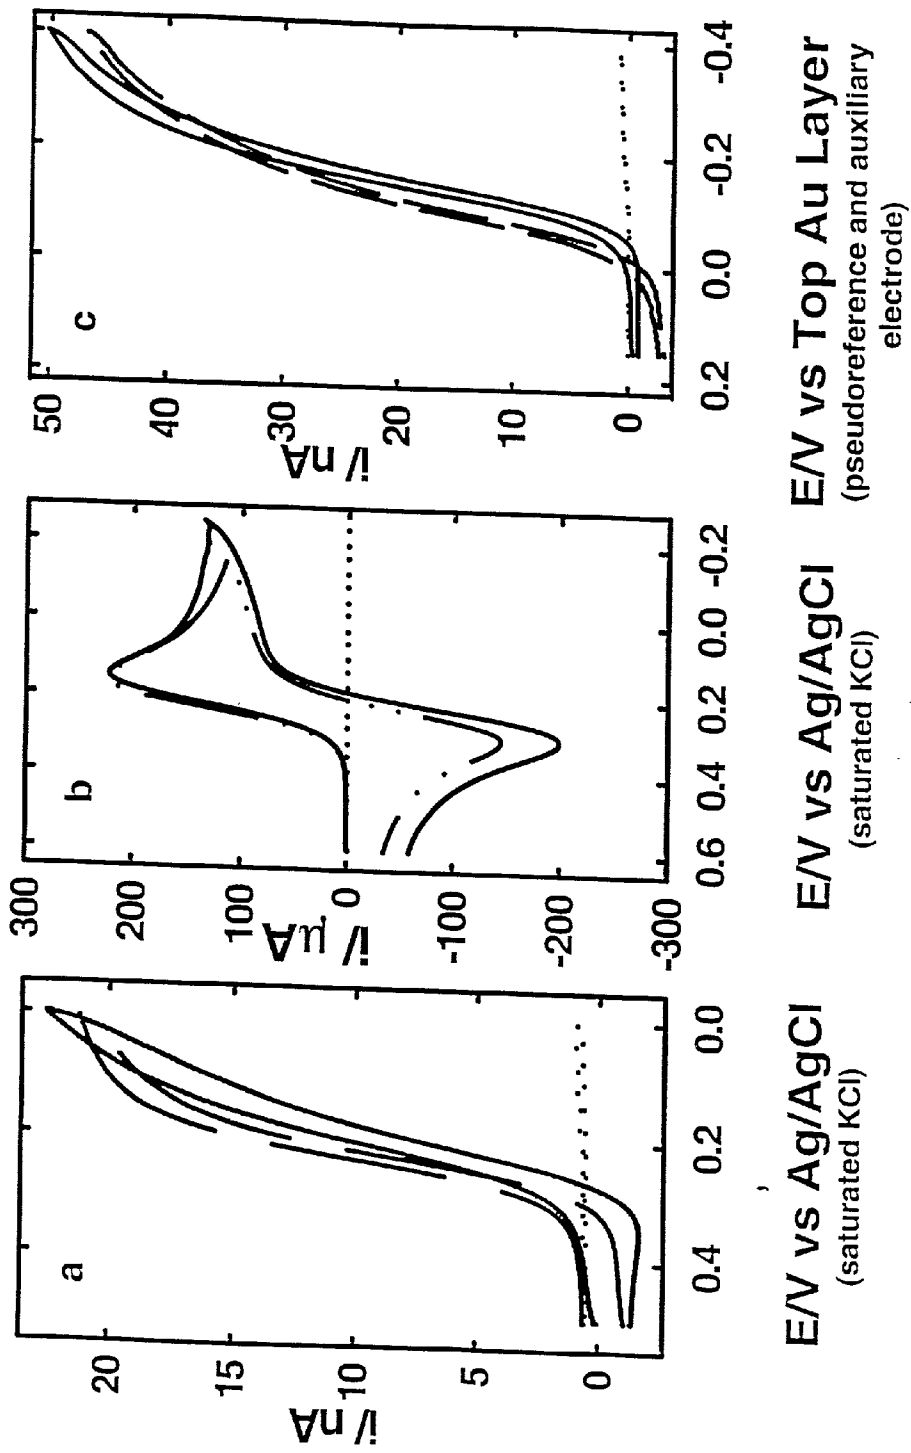 a
20
15
10
5
0
i/ nA
0.4
0.2
0.0
E/V vs Ag/AgCl
(saturated KCl)
b
300
200
100
0
-100
-200
-300
i/ μA
0.6
0.4
0.2
0.0
-0.2
E/V vs Ag/AgCl
(saturated KCl)
c
50
40
30
20
10
0
i/ nA
0.2
0.0
-0.2
-0.4
E/V vs Top Au Layer
(pseudoreference and auxiliary
electrode)